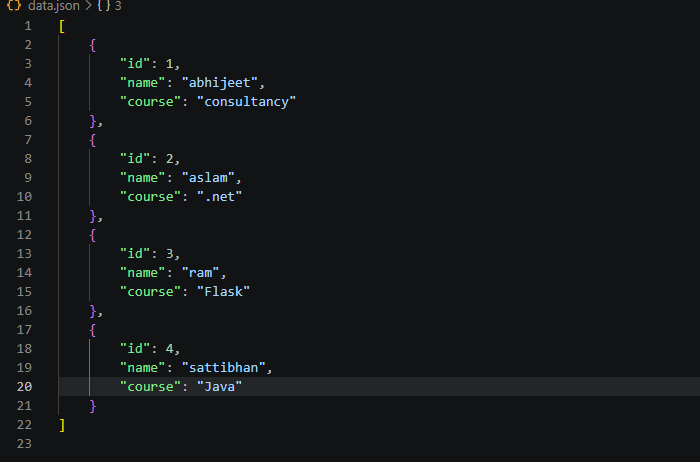 {} data.json > {} 3
1 [
2     {
3         "id": 1,
4         "name": "abhijeet",
5         "course": "consultancy"
6     },
7     {
8         "id": 2,
9         "name": "aslam",
10         "course": ".net"
11     },
12     {
13         "id": 3,
14         "name": "ram",
15         "course": "Flask"
16     },
17     {
18         "id": 4,
19         "name": "sattibhan",
20         "course": "Java"
21     }
22 ]
23